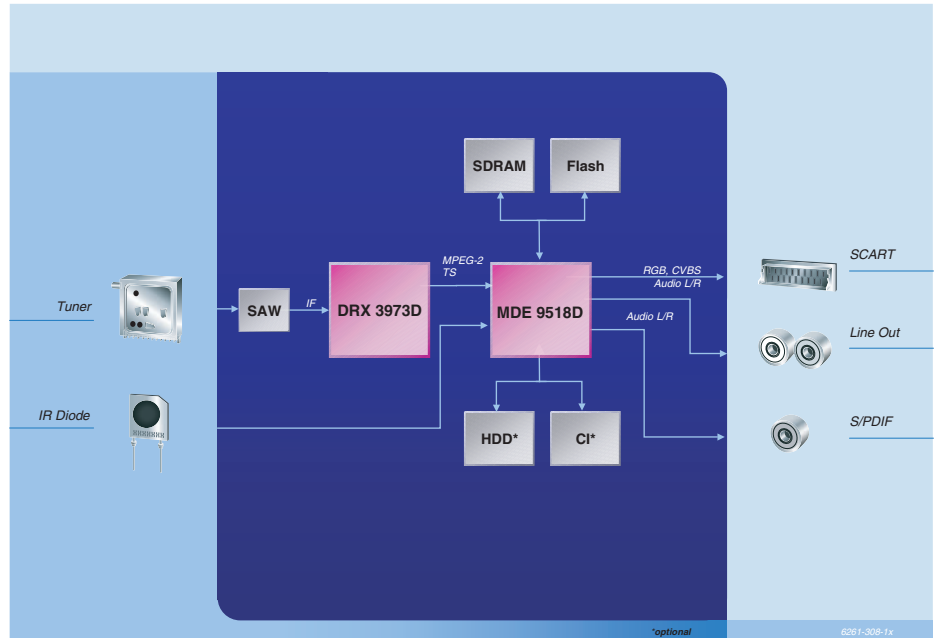 SDRAM
Flash
SCART
MPEG-2
TS
RGB, CVBS
Audio L/R
Tuner
SAW
IF
DRX 3973D
MDE 9518D
Audio L/R
Line Out
IR Diode
HDD*
CI*
S/PDIF
*optional
6261-308-1x